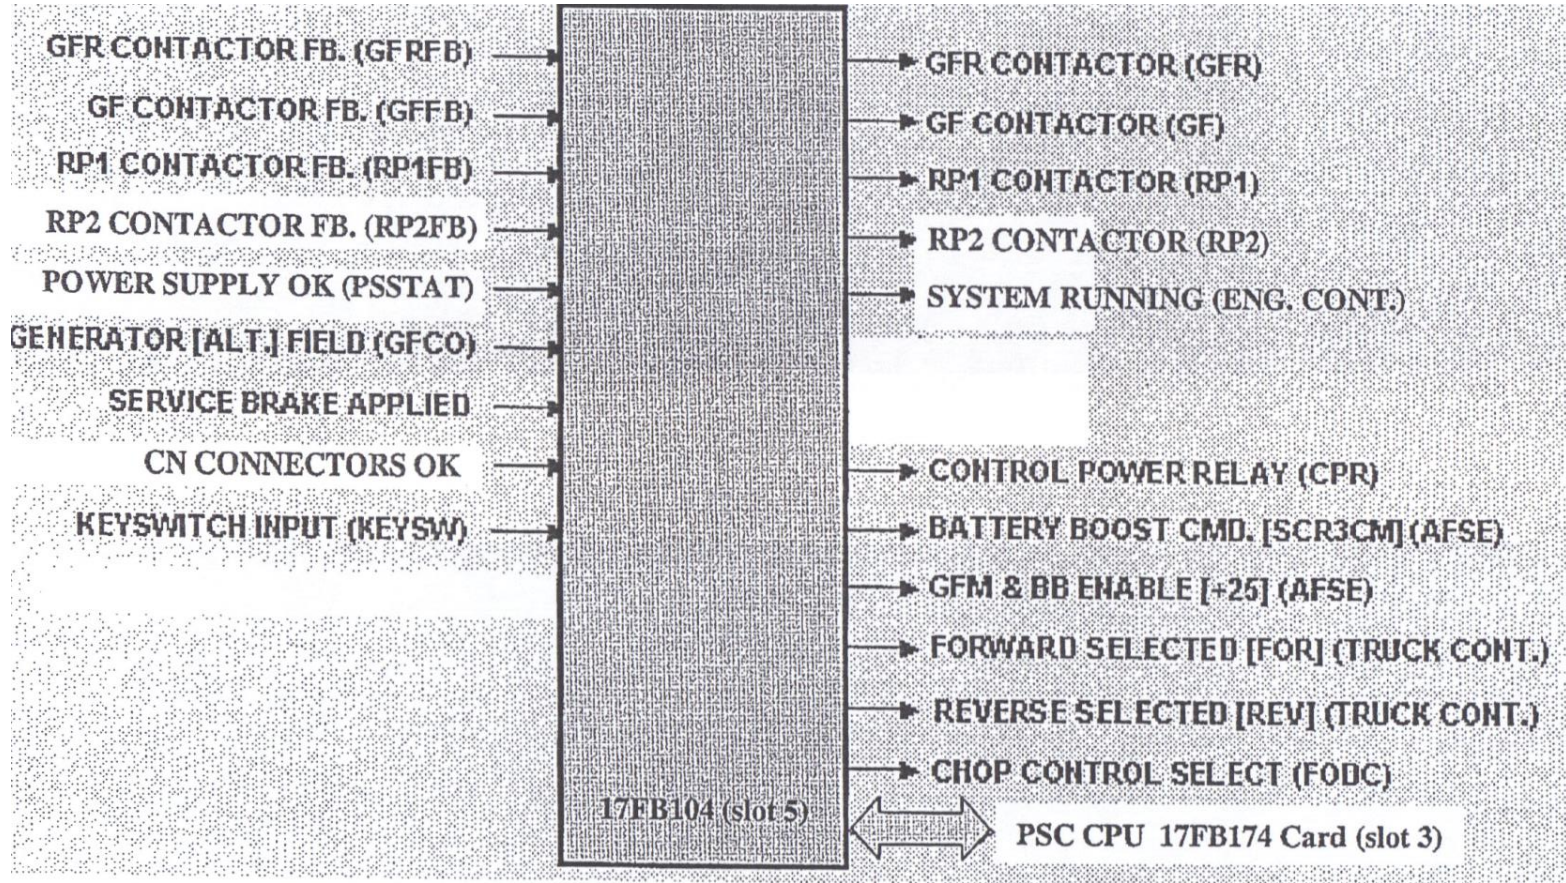 GFR CONTACTOR FB. (GFRFB)
GF CONTACTOR FB. (GFFB)
RP1 CONTACTOR FB. (RP1FB)
RP2 CONTACTOR FB. (RP2FB)
POWER SUPPLY OK (PSSTAT)
GENERATOR [ALT.] FIELD (GFCO)
SERVICE BRAKE APPLIED
CN CONNECTORS OK
KEYSWITCH INPUT (KEYSW)
17FB104 (slot 5)
GFR CONTACTOR (GFR)
GF CONTACTOR (GF)
RP1 CONTACTOR (RP1)
RP2 CONTACTOR (RP2)
SYSTEM RUNNING (ENG. CONT.)
CONTROL POWER RELAY (CPR)
BATTERY BOOST CMD. [SCR3CM] (AFSE)
GFM & BB ENABLE [+25] (AFSE)
FORWARD SELECTED [FOR] (TRUCK CONT.)
REVERSE SELECTED [REV] (TRUCK CONT.)
CHOP CONTROL SELECT (FODC)
PSC CPU 17FB174 Card (slot 3)